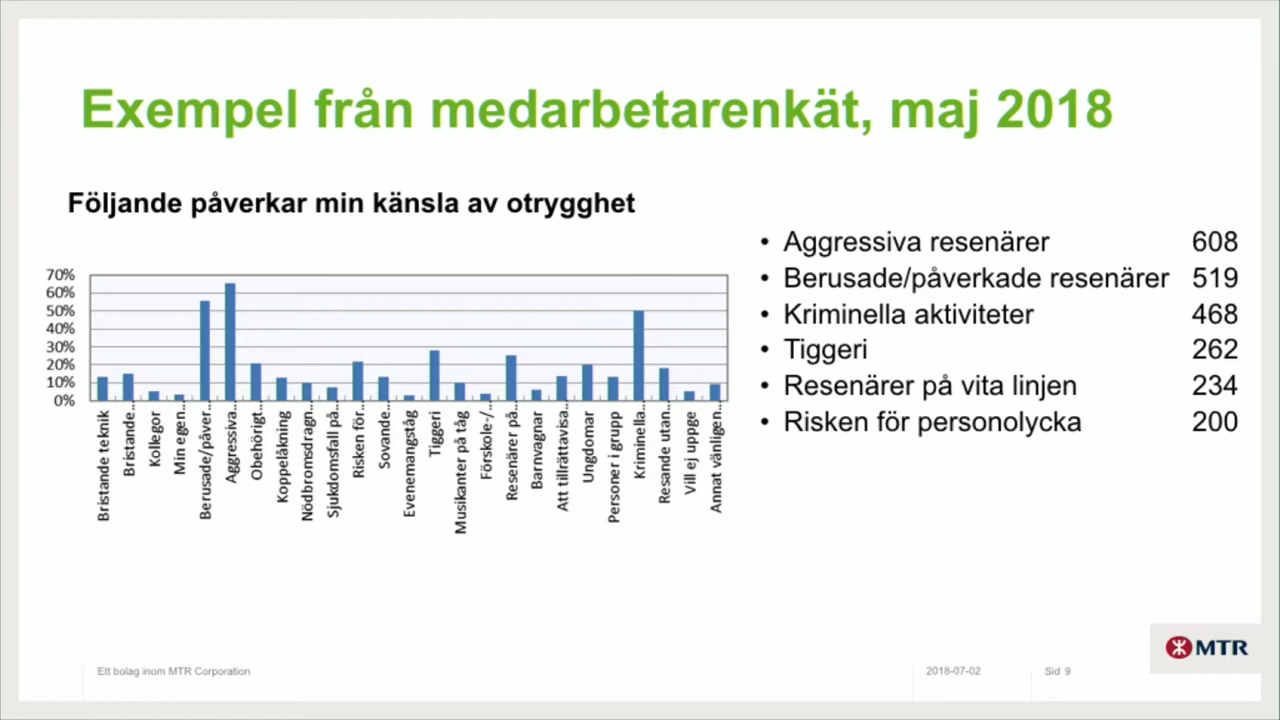 Exempel från medarbetarenkät, maj 2018
Följande påverkar min känsla av otrygghet
70%
60%
50%
40%
30%
20%
10%
0%
Bristande teknik
Bristande…
Kollegor
Min egen…
Berusade/påver…
Aggressiva…
Obehörigt…
Koppelåkning
Nödbromsdragn…
Sjukdomsfall på…
Risken för…
Sovande…
Evenemangståg
Tiggeri
Musikanter på tåg
Förskole-/…
Resenärer på…
Barnvagnar
Att tillrättavisa…
Ungdomar
Personer i grupp
Kriminella…
Resande utan…
Vill ej uppge
Annat vänligen…
• Aggressiva resenärer 608
• Berusade/påverkade resenärer 519
• Kriminella aktiviteter 468
• Tiggeri 262
• Resenärer på vita linjen 234
• Risken för personolycka 200
MTR
Ett bolag inom MTR Corporation
2018-07-02
Sid 9